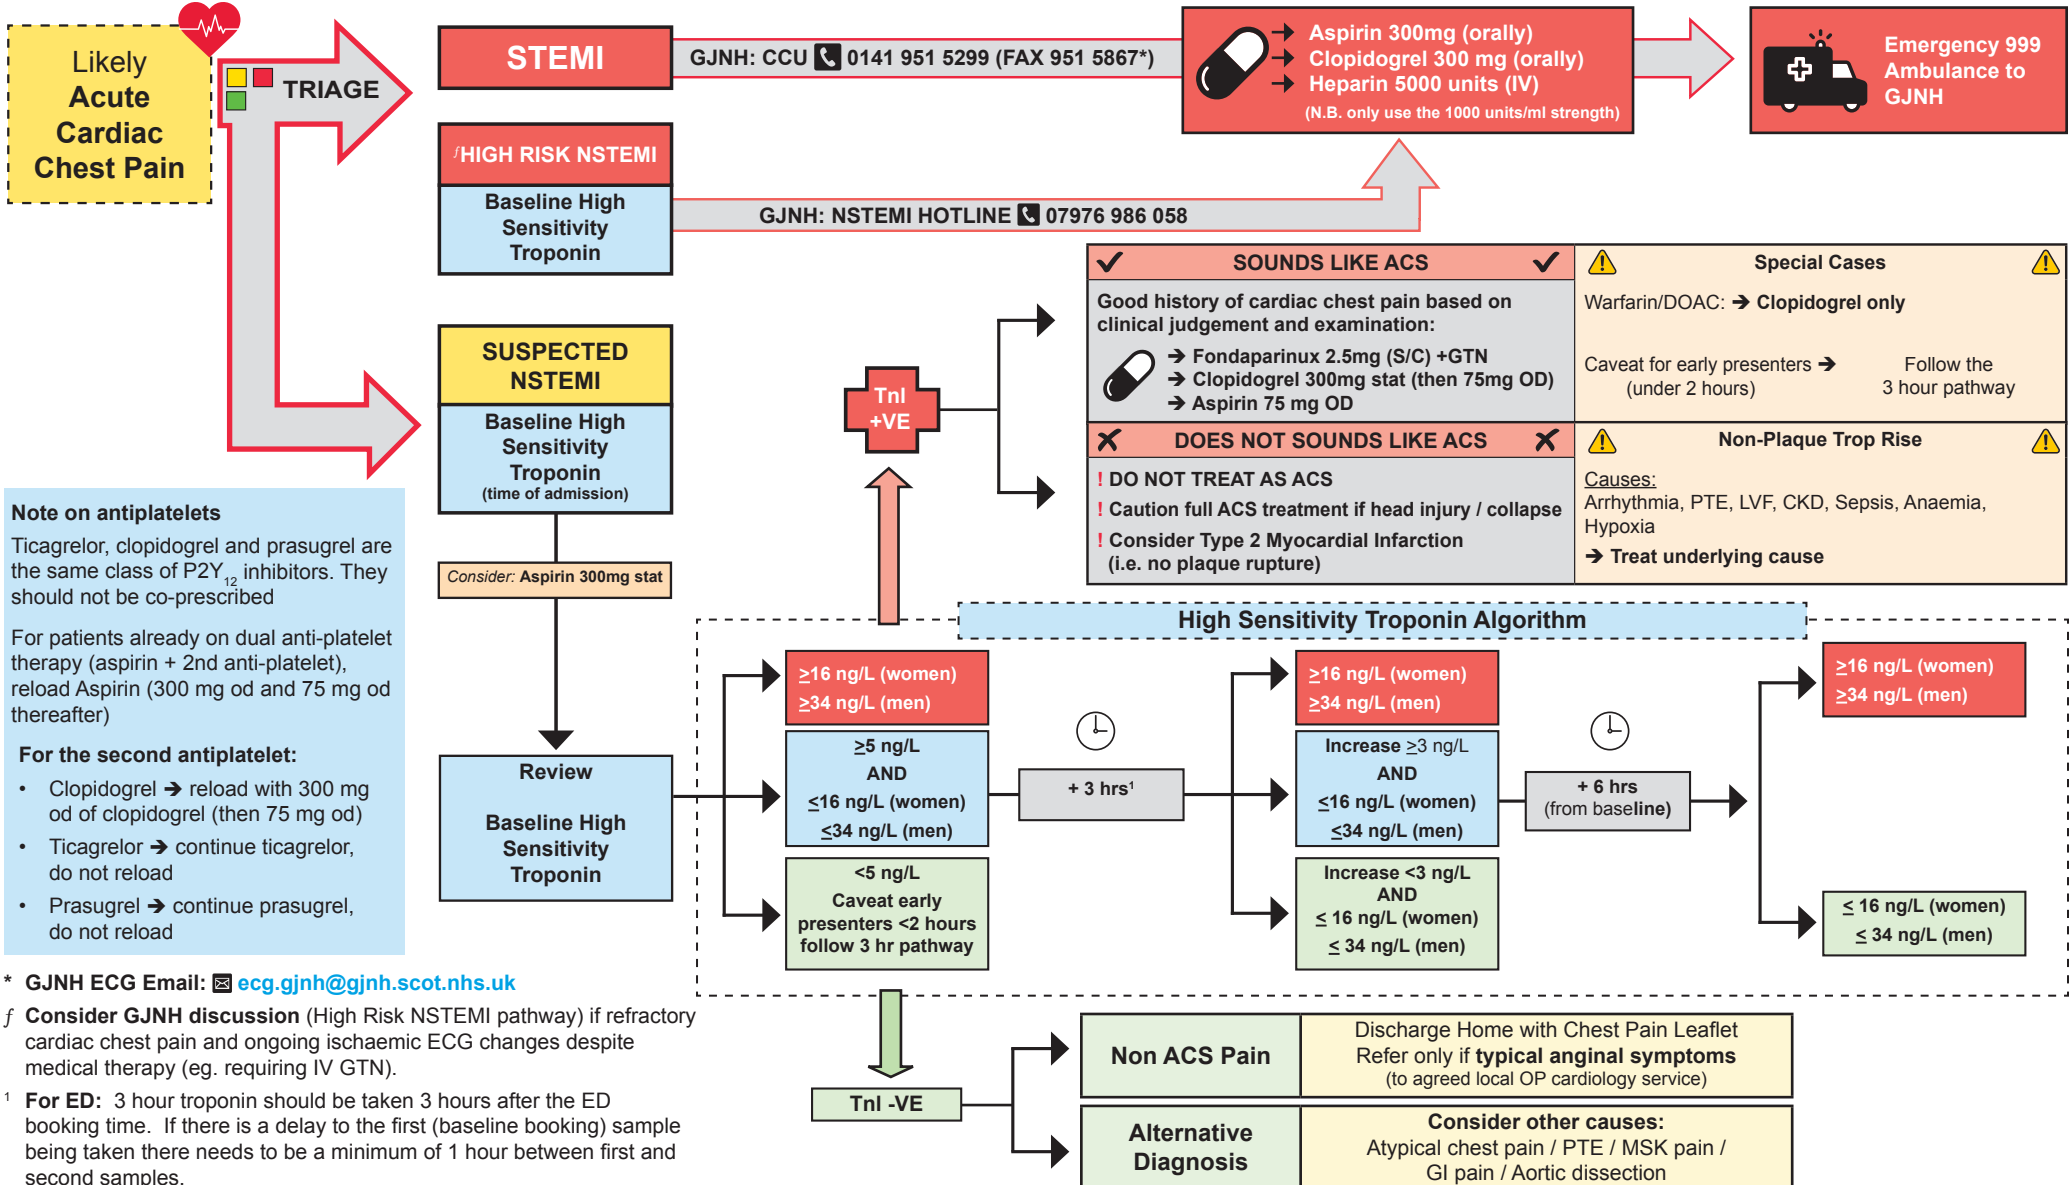 Likely
Acute
Cardiac
Chest Pain
TRIAGE
STEMI
GJNH: CCU 0141 951 5299 (FAX 951 5867*)
➔ Aspirin 300mg (orally)
➔ Clopidogrel 300 mg (orally)
➔ Heparin 5000 units (IV)
(N.B. only use the 1000 units/ml strength)
Emergency 999
Ambulance to
GJNH
ƒHIGH RISK NSTEMI
Baseline High
Sensitivity
Troponin
GJNH: NSTEMI HOTLINE 07976 986 058
SUSPECTED
NSTEMI
Baseline High
Sensitivity
Troponin
(time of admission)
Consider: Aspirin 300mg stat
Review
Baseline High
Sensitivity
Troponin
TnI
+VE
SOUNDS LIKE ACS
Good history of cardiac chest pain based on
clinical judgement and examination:
➔ Fondaparinux 2.5mg (S/C) +GTN
➔ Clopidogrel 300mg stat (then 75mg OD)
➔ Aspirin 75 mg OD
Special Cases
Warfarin/DOAC: ➔ Clopidogrel only
Caveat for early presenters ➔ Follow the
(under 2 hours) 3 hour pathway
DOES NOT SOUNDS LIKE ACS
! DO NOT TREAT AS ACS
! Caution full ACS treatment if head injury / collapse
! Consider Type 2 Myocardial Infarction
(i.e. no plaque rupture)
Non-Plaque Trop Rise
Causes:
Arrhythmia, PTE, LVF, CKD, Sepsis, Anaemia,
Hypoxia
➔ Treat underlying cause
Note on antiplatelets
Ticagrelor, clopidogrel and prasugrel are
the same class of P2Y12 inhibitors. They
should not be co-prescribed
For patients already on dual anti-platelet
therapy (aspirin + 2nd anti-platelet),
reload Aspirin (300 mg od and 75 mg od
thereafter)
For the second antiplatelet:
• Clopidogrel ➔ reload with 300 mg
od of clopidogrel (then 75 mg od)
• Ticagrelor ➔ continue ticagrelor,
do not reload
• Prasugrel ➔ continue prasugrel,
do not reload
High Sensitivity Troponin Algorithm
≥16 ng/L (women)
≥34 ng/L (men)
≥5 ng/L
AND
≤16 ng/L (women)
≤34 ng/L (men)
<5 ng/L
Caveat early
presenters <2 hours
follow 3 hr pathway
+ 3 hrs¹
≥16 ng/L (women)
≥34 ng/L (men)
Increase ≥3 ng/L
AND
≤16 ng/L (women)
≤34 ng/L (men)
Increase <3 ng/L
AND
≤ 16 ng/L (women)
≤ 34 ng/L (men)
+ 6 hrs
(from baseline)
≥16 ng/L (women)
≥34 ng/L (men)
≤ 16 ng/L (women)
≤ 34 ng/L (men)
* GJNH ECG Email: ecg.gjnh@gjnh.scot.nhs.uk
ƒ Consider GJNH discussion (High Risk NSTEMI pathway) if refractory
cardiac chest pain and ongoing ischaemic ECG changes despite
medical therapy (eg. requiring IV GTN).
¹ For ED: 3 hour troponin should be taken 3 hours after the ED
booking time. If there is a delay to the first (baseline booking) sample
being taken there needs to be a minimum of 1 hour between first and
second samples.
TnI -VE
Non ACS Pain
Discharge Home with Chest Pain Leaflet
Refer only if typical anginal symptoms
(to agreed local OP cardiology service)
Alternative
Diagnosis
Consider other causes:
Atypical chest pain / PTE / MSK pain /
GI pain / Aortic dissection